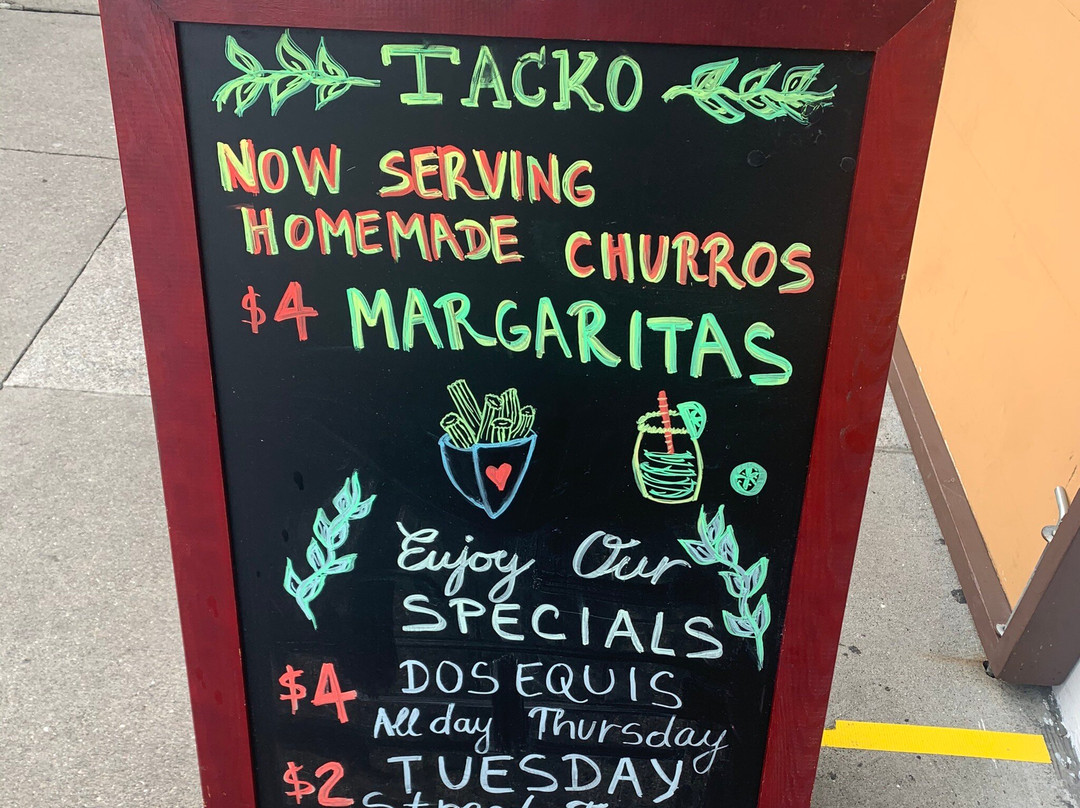 TACKO
NOW SERVING
HOMEMADE CHURROS
$4 MARGARITAS
Enjoy Our
SPECIALS
$4 DOS EQUIS
All day Thursday
$2 TUESDAY